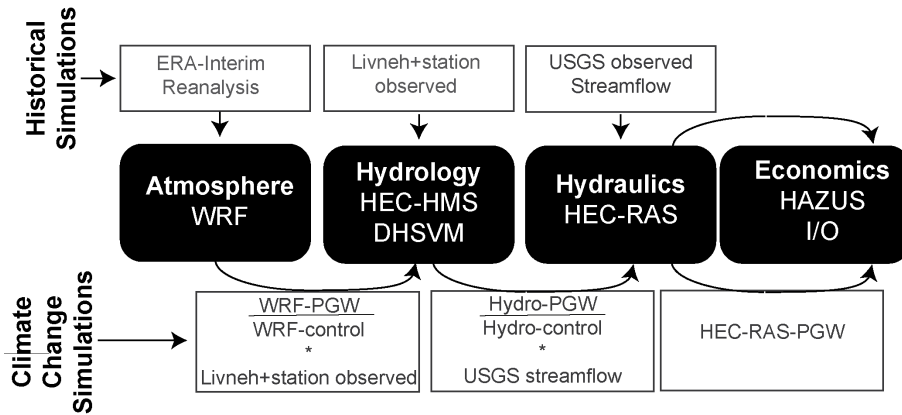 Historical
Simulations
ERA-Interim
Reanalysis
Livneh+station
observed
USGS observed
Streamflow
Atmosphere
WRF
Hydrology
HEC-HMS
DHSVM
Hydraulics
HEC-RAS
Economics
HAZUS
I/O
Climate
Change
Simulations
WRF-PGW
WRF-control
*
Livneh+station observed
Hydro-PGW
Hydro-control
*
USGS streamflow
HEC-RAS-PGW